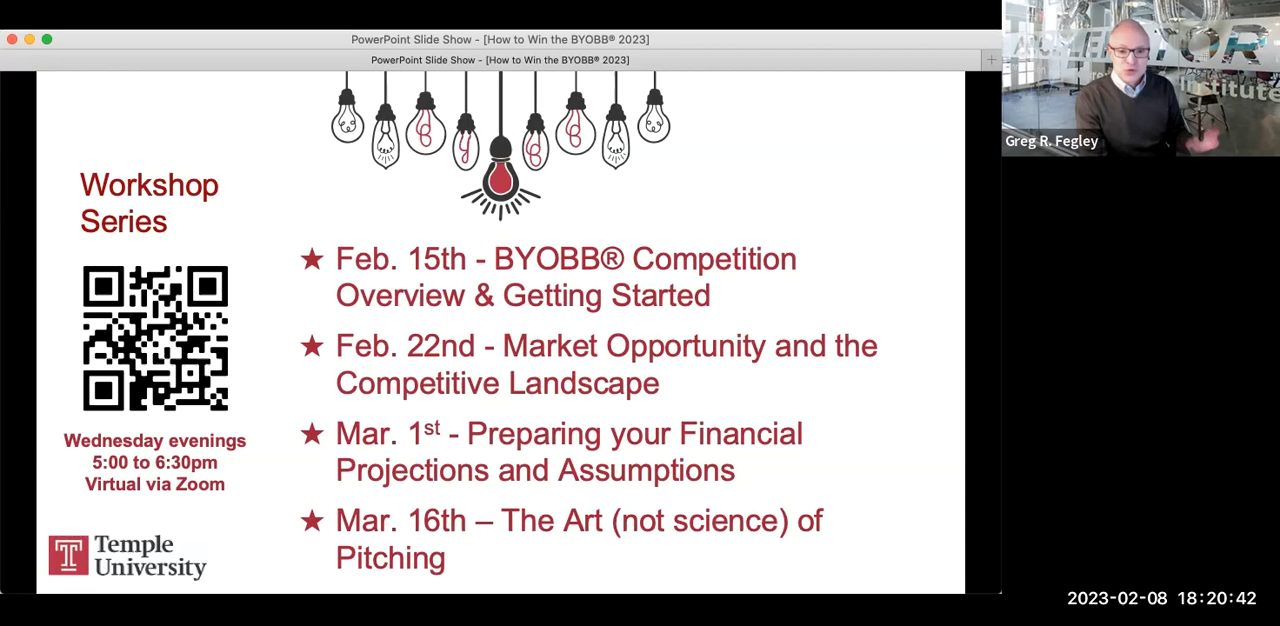 PowerPoint Slide Show - [How to Win the BYOBB® 2023]
PowerPoint Slide Show - [How to Win the BYOBB® 2023]
B y B B
Workshop
Series
★ Feb. 15th - BYOBB® Competition
Overview & Getting Started
★ Feb. 22nd - Market Opportunity and the
Competitive Landscape
★ Mar. 1st - Preparing your Financial
Projections and Assumptions
★ Mar. 16th – The Art (not science) of
Pitching
Wednesday evenings
5:00 to 6:30pm
Virtual via Zoom
Temple
University
Institute
Greg R. Fegley
2023-02-08 18:20:42